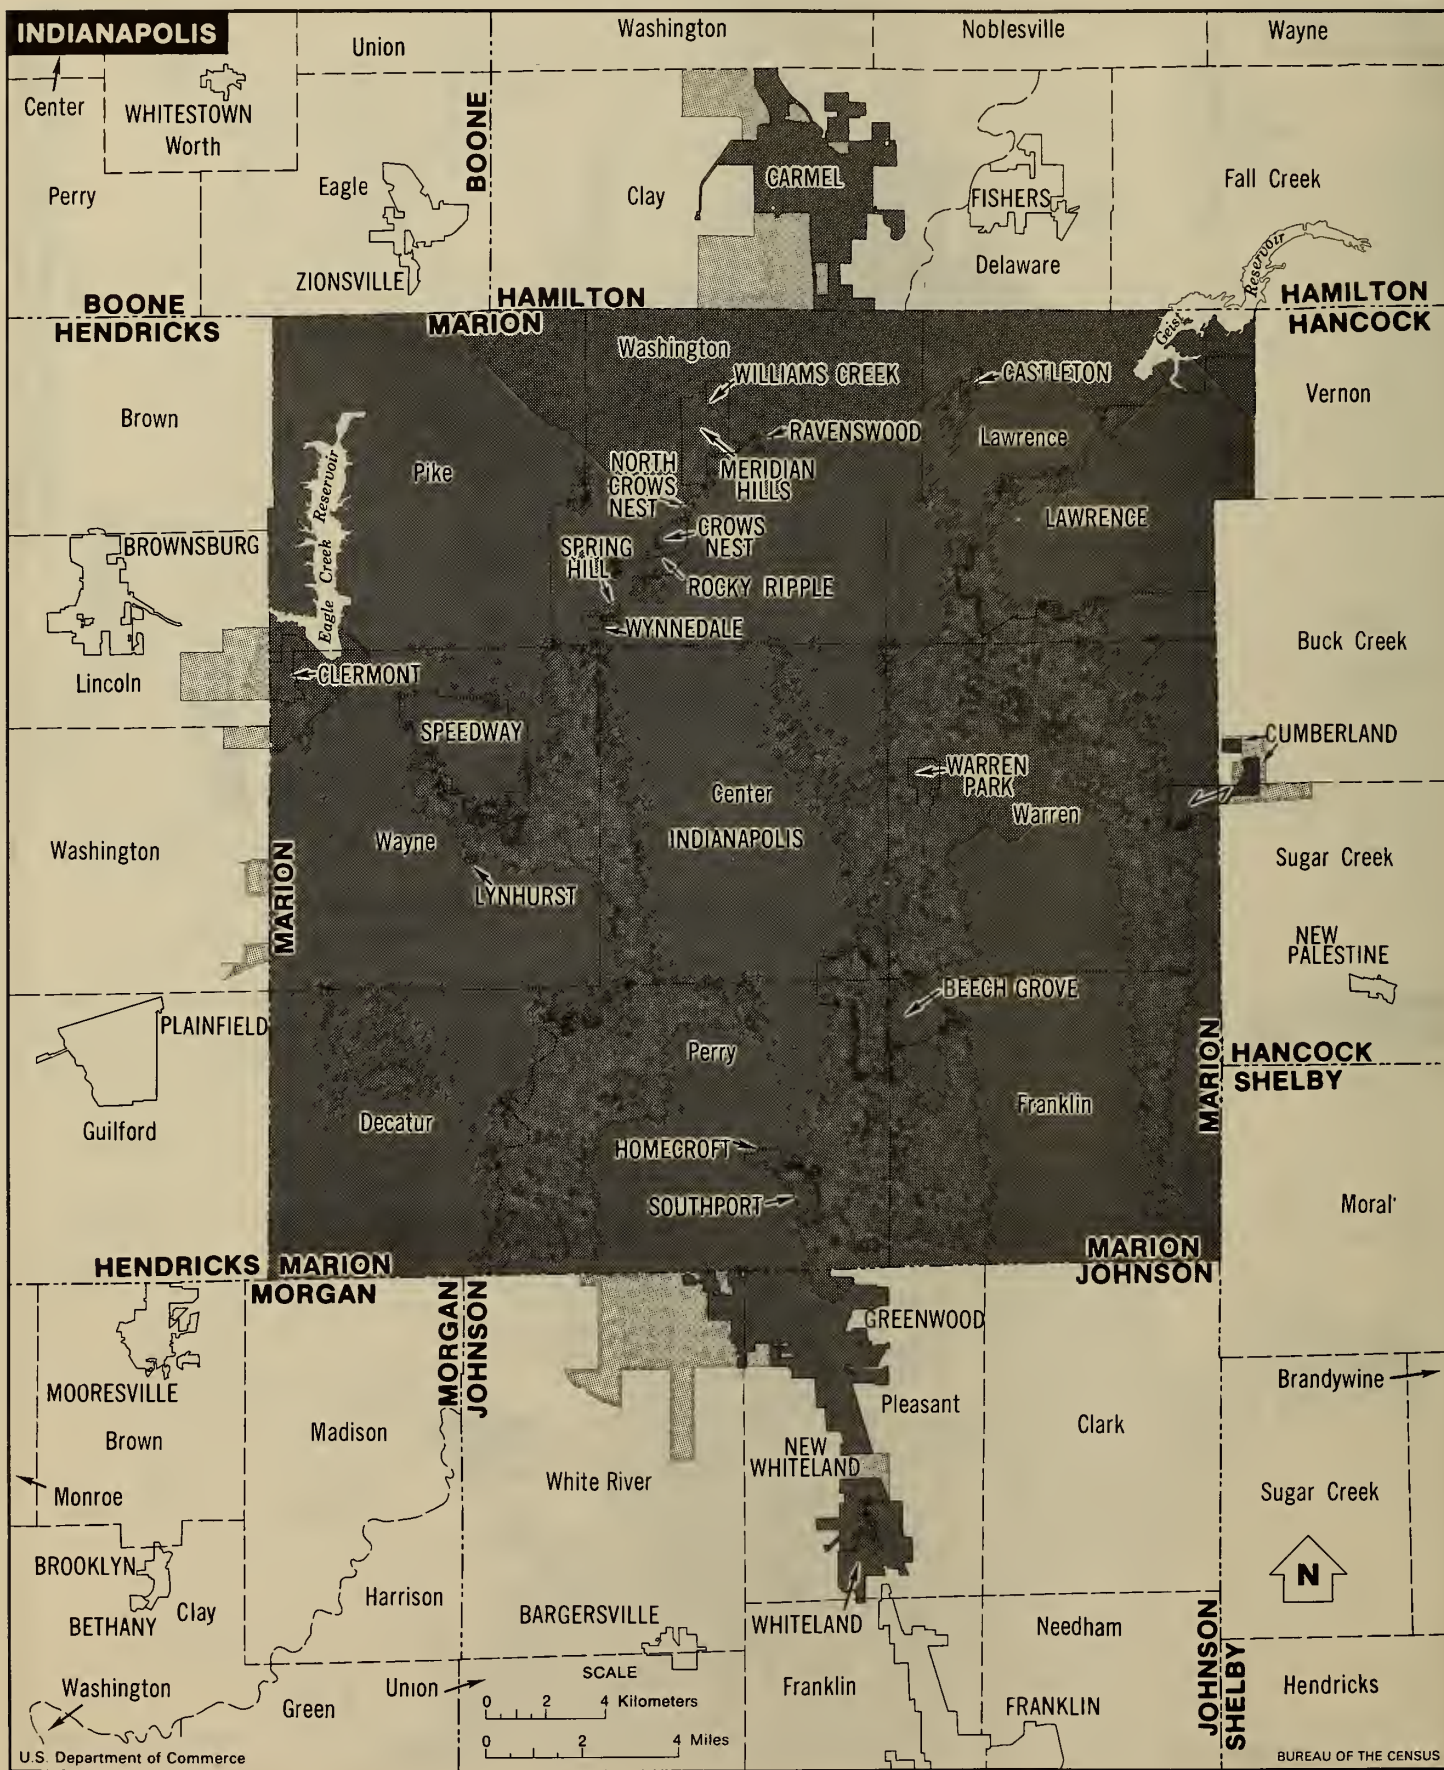 INDIANAPOLIS
Union
Washington
Noblesville
Wayne
Center
WHITESTOWN
Worth
BOONE
Perry
Eagle
Clay
CARMEL
FISHERS
Fall Creek
ZIONSVILLE
Delaware
Reservoir
Geist
BOONE
HENDRICKS
HAMILTON
MARION
HAMILTON
HANCOCK
Washington
WILLIAMS CREEK
CASTLETON
Vernon
Brown
Pike
RAVENSWOOD
Lawrence
Eagle Creek Reservoir
NORTH
CROWS
NEST
MERIDIAN
HILLS
LAWRENCE
BROWNSBURG
CROWS
NEST
SPRING
HILL
ROCKY RIPPLE
WYNNEDALE
Buck Creek
Lincoln
CLERMONT
SPEEDWAY
CUMBERLAND
WARREN
PARK
Center
Warren
Washington
Wayne
INDIANAPOLIS
Sugar Creek
MARION
LYNHURST
NEW
PALESTINE
BEECH GROVE
PLAINFIELD
Perry
MARION
HANCOCK
SHELBY
Guilford
Decatur
Franklin
HOMECROFT
SOUTHPORT
Moral
HENDRICKS
MARION
MORGAN
MARION
JOHNSON
MORGAN
JOHNSON
GREENWOOD
MOORESVILLE
Brandywine
Brown
Madison
Pleasant
Clark
NEW
WHITELAND
White River
Monroe
Sugar Creek
BROOKLYN
N
BETHANY
Clay
Harrison
BARGERSVILLE
WHITELAND
Needham
JOHNSON
SHELBY
Washington
Green
Union
SCALE
0 2 4 Kilometers
0 2 4 Miles
Franklin
FRANKLIN
Hendricks
U.S. Department of Commerce
BUREAU OF THE CENSUS